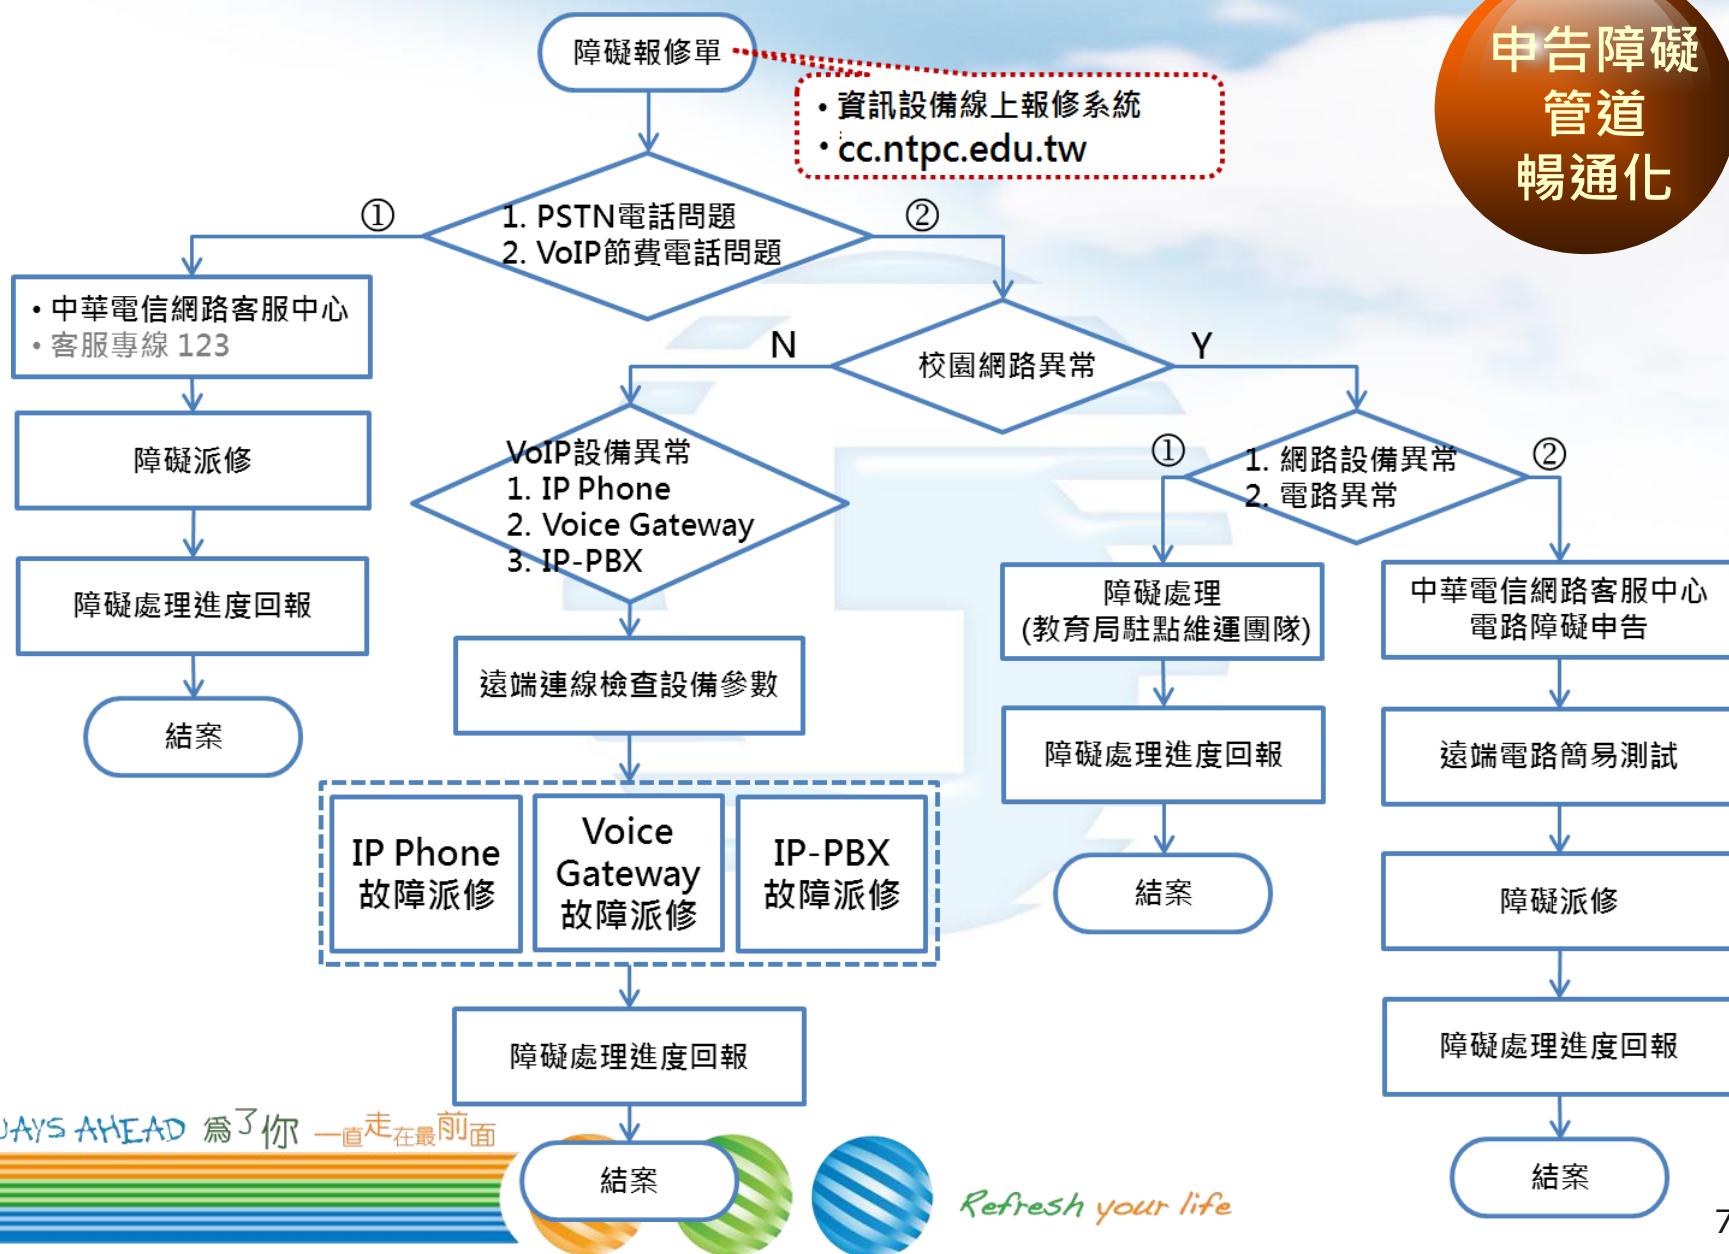 障礙報修單
• 資訊設備線上報修系統
• cc.ntpc.edu.tw
申告障礙
管道
暢通化
①
1. PSTN電話問題
2. VoIP節費電話問題
②
• 中華電信網路客服中心
• 客服專線 123
N
校園網路異常
Y
障礙派修
VoIP設備異常
1. IP Phone
2. Voice Gateway
3. IP-PBX
①
1. 網路設備異常
2. 電路異常
②
障礙處理進度回報
障礙處理
(教育局駐點維運團隊)
中華電信網路客服中心
電路障礙申告
遠端連線檢查設備參數
結案
障礙處理進度回報
遠端電路簡易測試
IP Phone
故障派修
Voice
Gateway
故障派修
IP-PBX
故障派修
結案
障礙派修
障礙處理進度回報
障礙處理進度回報
AYS AHEAD 為了你 一直走在最前面
結案
結案
Refresh your life
7